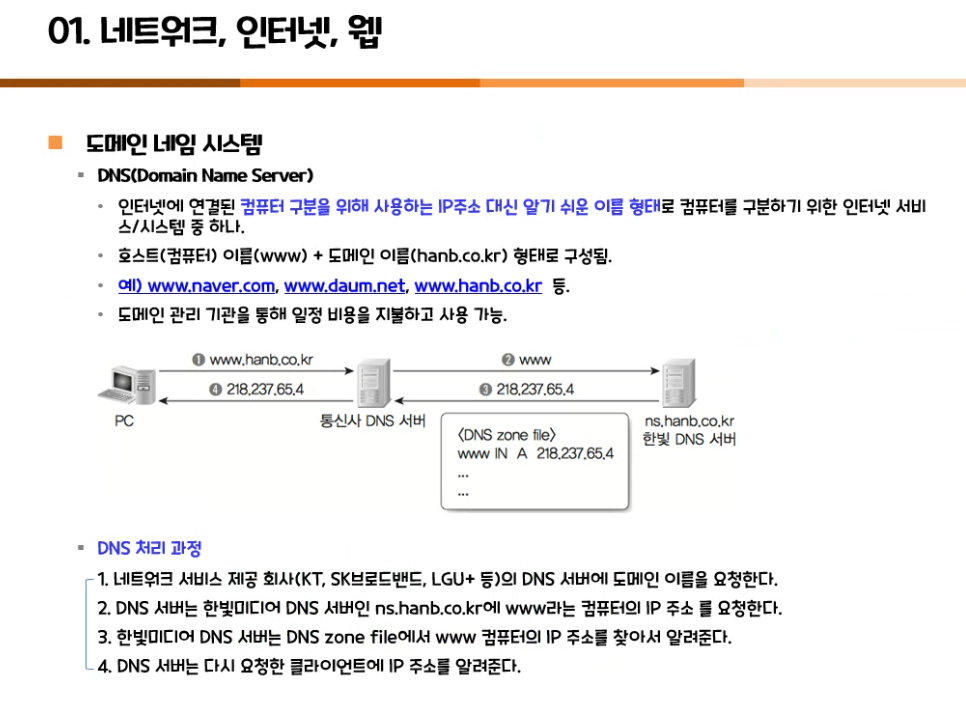 01. 네트워크, 인터넷, 웹
도메인 네임 시스템
DNS(Domain Name Server)
인터넷에 연결된 컴퓨터 구분을 위해 사용하는 IP주소 대신 알기 쉬운 이름 형태로 컴퓨터를 구분하기 위한 인터넷 서비
스/시스템 중 하나.
호스트(컴퓨터) 이름(www) + 도메인 이름(hanb.co.kr) 형태로 구성됨.
예) www.naver.com, www.daum.net, www.hanb.co.kr 등.
도메인 관리 기관을 통해 일정 비용을 지불하고 사용 가능.
❶ www.hanb.co.kr
❷ www
❹ 218.237.65.4
❸ 218.237.65.4
PC
통신사 DNS 서버
ns.hanb.co.kr
한빛 DNS 서버
〈DNS zone file〉
www IN A 218.237.65.4
...
...
DNS 처리 과정
1. 네트워크 서비스 제공 회사(KT, SK브로드밴드, LGU+ 등)의 DNS 서버에 도메인 이름을 요청한다.
2. DNS 서버는 한빛미디어 DNS 서버인 ns.hanb.co.kr에 www라는 컴퓨터의 IP 주소 를 요청한다.
3. 한빛미디어 DNS 서버는 DNS zone file에서 www 컴퓨터의 IP 주소를 찾아서 알려준다.
4. DNS 서버는 다시 요청한 클라이언트에 IP 주소를 알려준다.